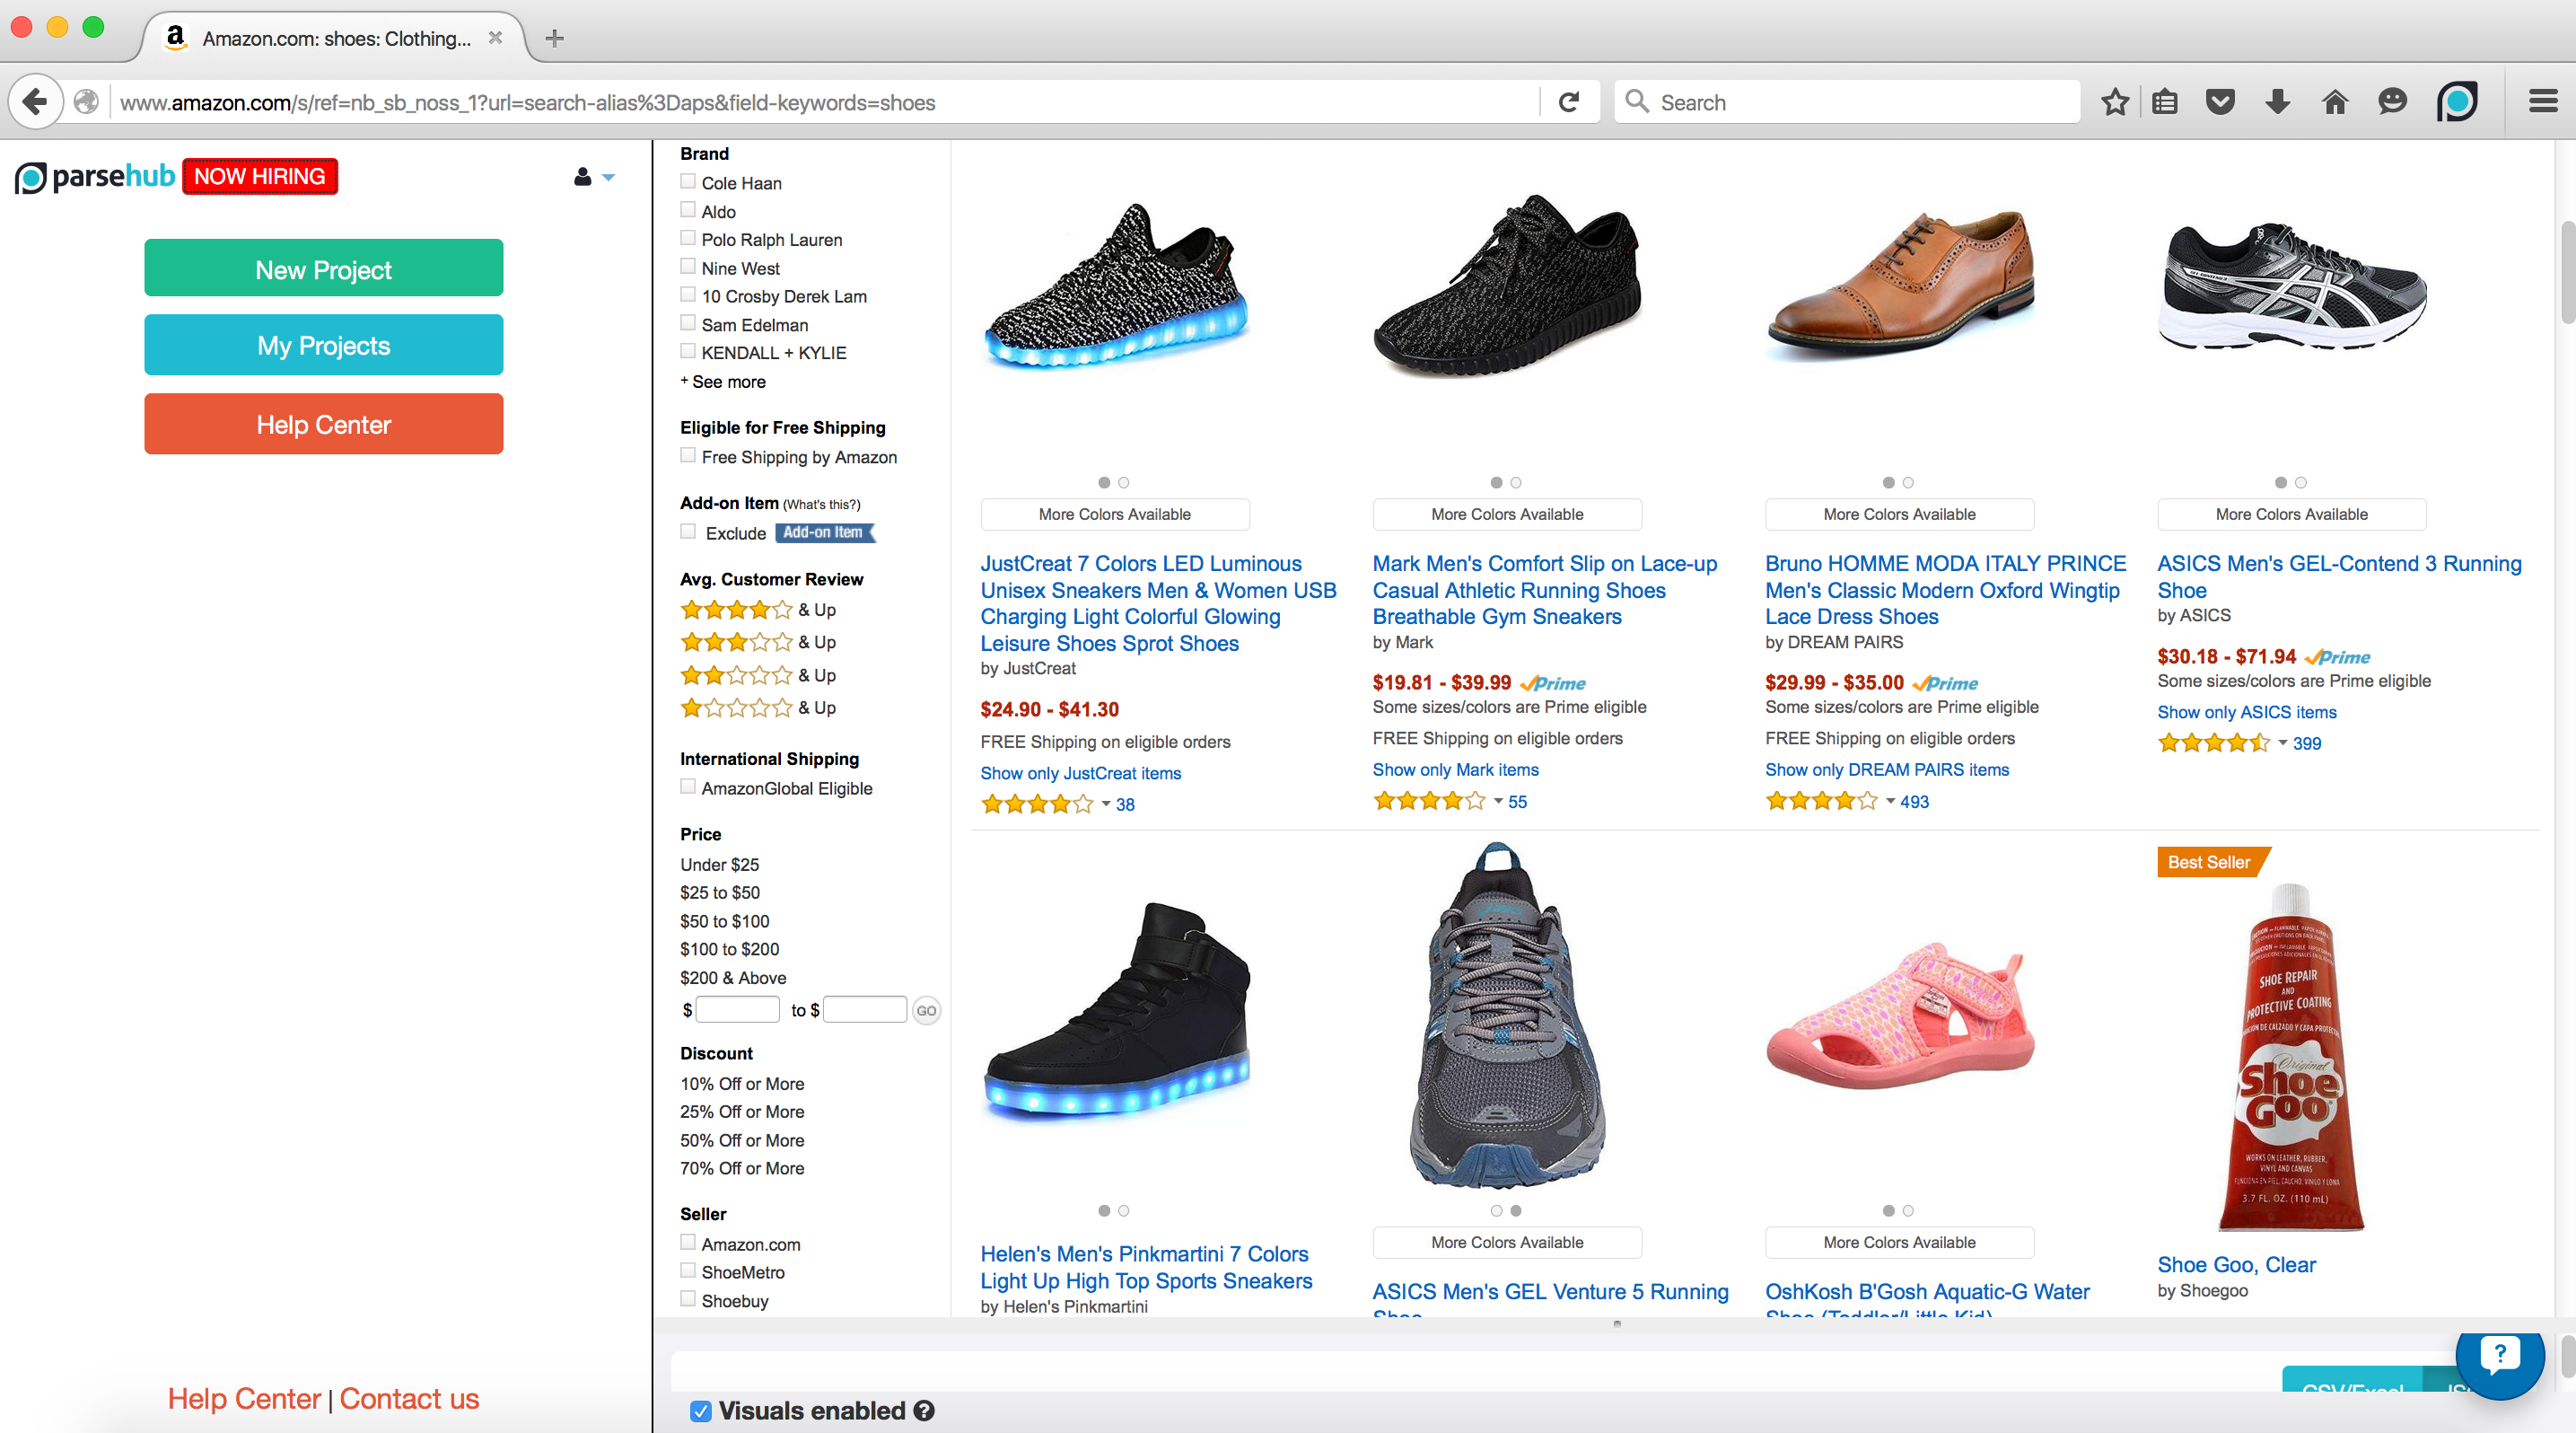 Amazon.com: shoes: Clothing...
www.amazon.com/s/ref=nb_sb_noss_1?url=search-alias%3Daps&field-keywords=shoes
Search
parsehub NOW HIRING
New Project
My Projects
Help Center
Help Center | Contact us
Brand
Cole Haan
Aldo
Polo Ralph Lauren
Nine West
10 Crosby Derek Lam
Sam Edelman
KENDALL + KYLIE
+ See more
Eligible for Free Shipping
Free Shipping by Amazon
Add-on Item (What's this?)
Exclude Add-on Item
Avg. Customer Review
& Up
& Up
& Up
& Up
International Shipping
AmazonGlobal Eligible
Price
Under $25
$25 to $50
$50 to $100
$100 to $200
$200 & Above
$ to $ GO
Discount
10% Off or More
25% Off or More
50% Off or More
70% Off or More
Seller
Amazon.com
ShoeMetro
Shoebuy
More Colors Available
JustCreat 7 Colors LED Luminous
Unisex Sneakers Men & Women USB
Charging Light Colorful Glowing
Leisure Shoes Sprot Shoes
by JustCreat
$24.90 - $41.30
FREE Shipping on eligible orders
Show only JustCreat items
38
More Colors Available
Mark Men's Comfort Slip on Lace-up
Casual Athletic Running Shoes
Breathable Gym Sneakers
by Mark
$19.81 - $39.99 Prime
Some sizes/colors are Prime eligible
FREE Shipping on eligible orders
Show only Mark items
55
More Colors Available
Bruno HOMME MODA ITALY PRINCE
Men's Classic Modern Oxford Wingtip
Lace Dress Shoes
by DREAM PAIRS
$29.99 - $35.00 Prime
Some sizes/colors are Prime eligible
FREE Shipping on eligible orders
Show only DREAM PAIRS items
493
More Colors Available
ASICS Men's GEL-Contend 3 Running
Shoe
by ASICS
$30.18 - $71.94 Prime
Some sizes/colors are Prime eligible
Show only ASICS items
399
Helen's Men's Pinkmartini 7 Colors
Light Up High Top Sports Sneakers
by Helen's Pinkmartini
More Colors Available
ASICS Men's GEL Venture 5 Running
Shoe
More Colors Available
OshKosh B'Gosh Aquatic-G Water
Shoe (Toddler/Little Kid)
Best Seller
SHOE REPAIR
AND
PROTECTIVE COATING
Original
Shoe
GOO
WORKS ON LEATHER, RUBBER,
VINYL AND CANVAS
3.7 FL. OZ. (110 mL)
Shoe Goo, Clear
by Shoegoo
CSV/Excel
Visuals enabled